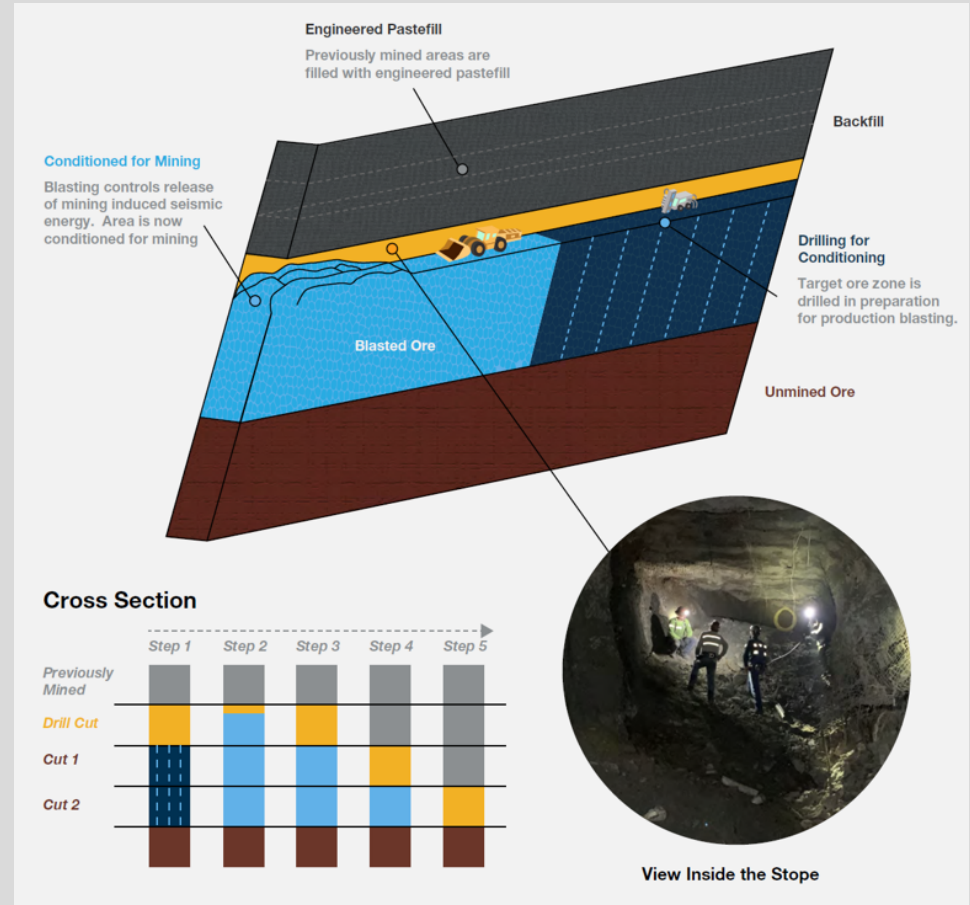 Engineered Pastefill
Previously mined areas are
filled with engineered pastefill
Backfill
Conditioned for Mining
Blasting controls release
of mining induced seismic
energy. Area is now
conditioned for mining
Drilling for
Conditioning
Target ore zone is
drilled in preparation
for production blasting.
Blasted Ore
Unmined Ore
Cross Section
Step 1 Step 2 Step 3 Step 4 Step 5
Previously
Mined
Drill Cut
Cut 1
Cut 2
View Inside the Stope